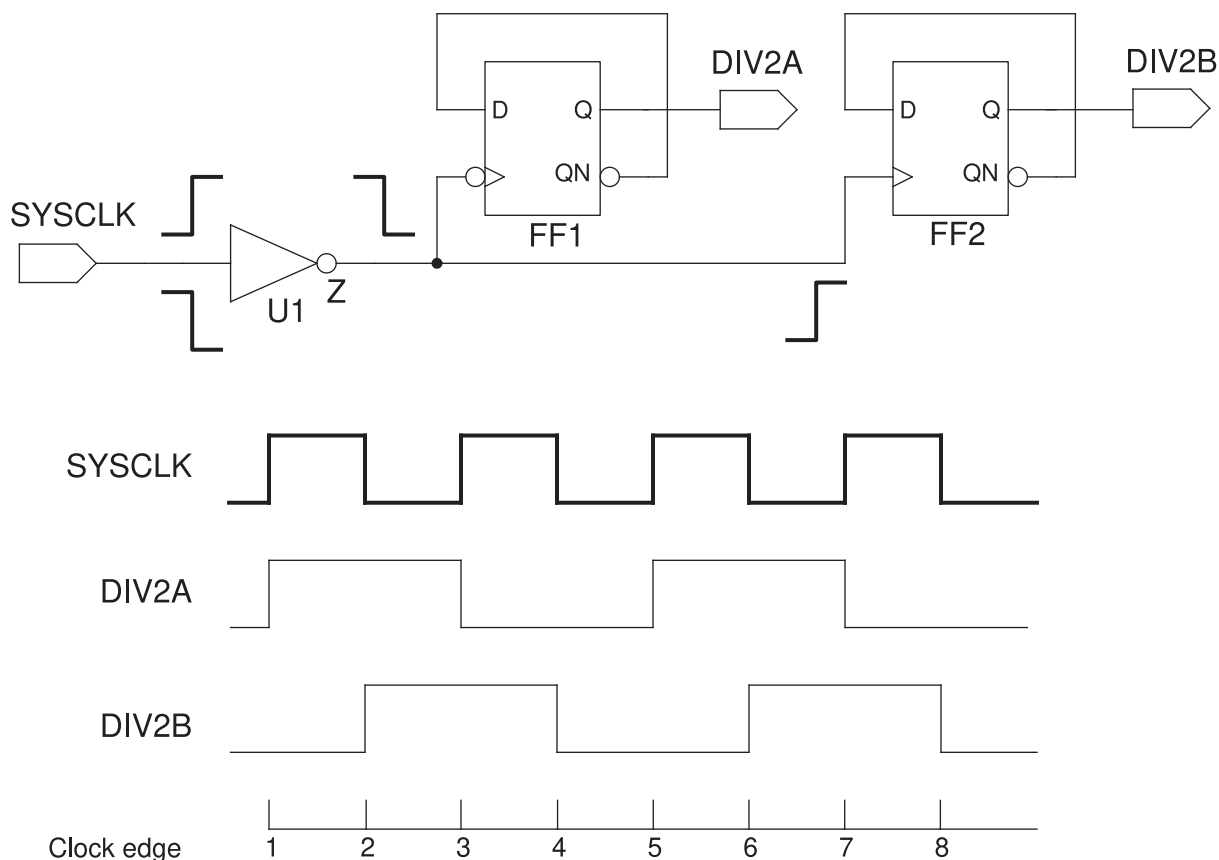 DIV2A
DIV2B
D Q
QN
D Q
QN
SYSCLK
FF1
FF2
Z
U1
SYSCLK
DIV2A
DIV2B
Clock edge 1 2 3 4 5 6 7 8